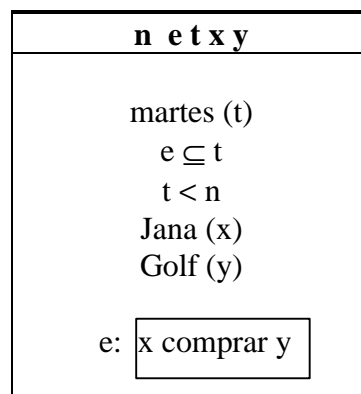 n e t x y
martes (t)
e ⊆ t
t < n
Jana (x)
Golf (y)
e: x comprar y